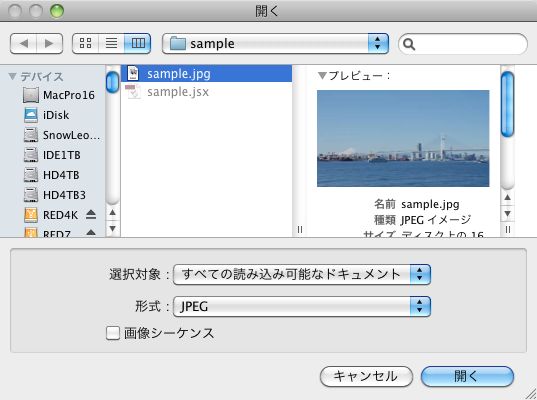 開く
sample
デバイス
MacPro16
iDisk
SnowLeo...
IDE1TB
HD4TB
HD4TB3
RED4K
RED7
sample.jpg
sample.jsx
プレビュー：
名前 sample.jpg
種類 JPEG イメージ
サイズ ディスク上の 16
選択対象：すべての読み込み可能なドキュメント
形式：JPEG
画像シーケンス
キャンセル
開く